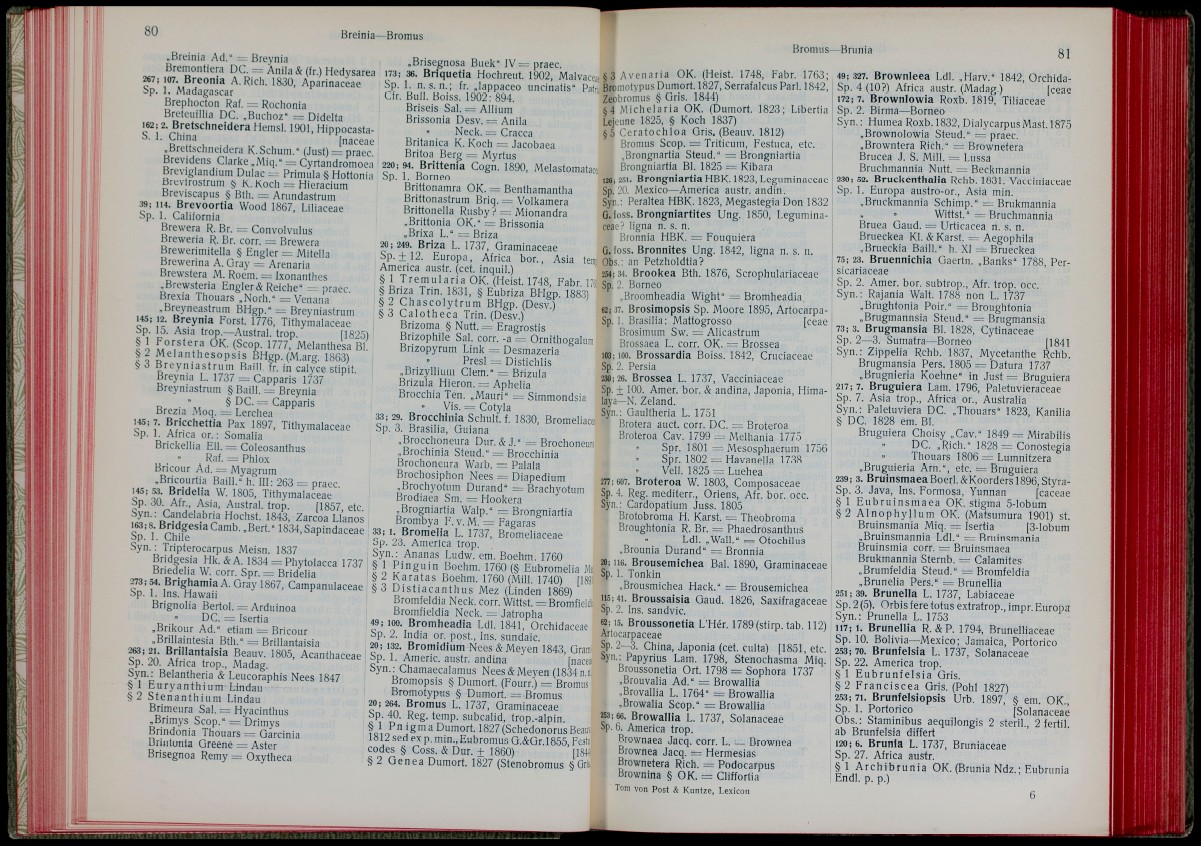 80
Breinia—Bromus
„Breinia Ad.“ = Breynia
Bremontiera DC. = Anila & (fr.) Hedysarea
267; 107. Breonia A. Rich. 1830, Aparinaceae
Sp. 1. Madagascar
Brephocton Raf. = Rochonia
Breteuillia DC. „Buchoz“ = Didelta
162; 2. Bretschneidera Hemsl. 1901, Hippocasta-
S. 1. China [naceae
„Brettschneidera K. Schum.“ (Just) = praec.
Brevidens Clarke „Miq.“ = Cyrtandromoea
Breviglandium Dulac = Primula § Hottonia
Brevirostrum § K. Koch = Hieracium
Breviscapus § Bth. = Arundastrum
39; 114. Brevoortia Wood 1867, Liliaceae
Sp. 1. California
Brewera R. Br. = Convolvulus
Breweria R. Br. corr. = Brewera
Brewerimitella § Engler = Mitella
Brewerina A. Gray = Arenaria
Brewstera M. Roem. = Ixonanthes
„Brewsteria Engler & Reiche“ = praec.
Brexia Thouars „Norh.“ = Venana
„Breyneastrum BHgp.“ = Breyniastrum
145; 12. Breynia Forst. 1776, Tithymalaceae
Sp. 15. Asia trop.—Austral. trop. [1825)
§ 1 Forstera OK. (Scop. 1777, Melanthesa Bl.
§ 2 Melanthesopsis BHgp. (M.arg. 1863)
§ 3 Breyniastrum Baill. fr. in calyce stipit.
Breynia L. 1737 = Capparis 1737
Breyniastrum § Baill. = Breynia
„ § DC. = Capparis
Brezia Moq. = Lerchea
145; 7. Bricchettia Pax 1897, Tithymalaceae
Sp. 1. Africa or.: Somalia
Brickellia Ell. = Coleosanthus
„ Raf. = Phlox
Bricour Ad. = Myagrum
„Bricourtia Baill.“ h. III: 263 = praec.
145; 53. Bridelia W. 1805, Tithymalaceae
Sp. 30. Afr., Asia, Austral. trop. [1857, etc.
Syn.: Candelabria Hochst. 1843, Zarcoa Llanos
163; 8. Bridgesia Camb. „Bert.“ 1834, Sapindaceae
Sp. 1. Chile
Syn.: Tripterocarpus Meisn. 1837
Bridgesia Hk. & A. 1834 = Phytolacca 1737
Bridelia W. corr. Spr. = Bridelia
273; 54. Brighamia A. Gray 1867, Campanulaceae
Sp. 1. Ins. Hawaii
Brignolia Bertol. = Arduinoa
„ DC. = Isertia
„Brikour Ad.“ etiam = Bricour
„Brillaintesia Bth.“ = Brillantaisia
263; 21. Brillantaisia Beauv. 1805, Acanthaceae
Sp. 20. Africa trop., Madag.
Syn.: Belantheria & Leucoraphis Nees 1847
§ 1 Euryanthium Lindau
§ 2 Stenanthium Lindau
Brimeura Sal. = Hyacinthus
„Brimys Scop.“ = Drimys
Brindonia Thouars = Garcinia
Brintonia Greene = Aster
Brisegnoa Remy = Oxytheca
„Brisegnosa Buek“ IV = praec.
173; 36. Briquetia Hochreut. 1902, Malvaceae
Sp. 1. n. s. n.; fr. „lappaceo uncinatis“
Cfr. Bull. Boiss. 1902: 894.
Briseis Sal. = Allium
Brissonia Desv. = Anila
„ Neck. = Cracca
Britanica K. Koch = Jacobaea
Britoa Berg = Myrtus
220; 94. Brittenia Cogn. 1890,
Sp. 1. Borneo
Brittonamra OK. = Benthamantha
Brittonastrum Briq. = Volkamera
Brittonella Rusby? = Mionandra
„Brittonia OK.“ = Brissonia
„Brixa L.“ = Briza
20; 249. Briza L. 1737, Graminaceae
Sp. ± 12. Europa, Africa bor., Asia
America austr. (cet. inquil.)
§ 1 Tremularia OK. (Heist. 1748, Fabr.
§ Briza Trin. 1831, § Eubriza BHgp. 1883)
§ 2 Chascolytrum BHgp. (Desv.)
§ 3 Calotheca Trin. (Desv.)
Brizoma § Nutt. = Eragrostis
Brizophile Sal. corr. -a = Ornithogalum
Brizopyrum Link = Desmazeria
„ Presl = Distichlis
„Brizyllium Clem.“ = Brizula
Brizula Hieron. = Aphelia
Brocchia Ten. „Mauri“ = Simmondsia
„ Vis. = Cotyla
33; 29. Brocchinia Schult. f. 1830,
Sp. 3. Brasilia, Guiana
„Brocchoneura Dur. & J.“ =
„Brochinia Steud.“ = Brocchinia
Brochoneura Warb. = Palala
Brochosiphon Nees = Diapedium
„Brochyotum Durand“ = Brachyotum
Brodiaea Sm. = Hookera
„Brogniartia Walp.“ = Brongniartia
Brombya F. v. M. = Fagaras
33; 1. Bromelia L. 1737, Bromeliaceae
Sp. 23. America trop.
Syn.: Ananas Ludw. em. Boehm. 1760
§ 1 Pinguin Boehm. 1760 (§ Eubromelia
§ 2 Karatas Boehm. 1760 (Mill. 1740)
§ 3 Distiacanthus Mez (Linden 1869)
Bromfeldia Neck. corr. Wittst. =
Bromfieldia Neck. = Jatropha
49; 100. Bromheadia Ldl. 1841, Orchidaceae
Sp. 2. India or. post., Ins. sundaic.
20; 132. Bromidium Nees & Meyen 1843,
Sp. 1. Americ. austr. andina
Syn.: Chamaecalamus Nees & Meyen (1834
Bromopsis § Dumort. (Fourr.) = Bromus
Bromotypus § Dumort. = Bromus
20; 264. Bromus L. 1737, Graminaceae
Sp. 40. Reg. temp. subcalid, trop.-alpin.
§ 1 Pnigma Dumort. 1827 (Schedonorus
1812 sed ex p. min., Eubromus G.&Gr. 1855,
codes § Coss. & Dur. ± 1860)
§ 2 Genea Dumort. 1827 (Stenobromus §
Bromus—Brunia
81
§ 3 Avenaria OK. (Heist. 1748, Fabr. 1763;
Bromotypus Dumort. 1827, Serrafalcus Parl. 1842,
Zeobromus § Gris. 1844)
§ 4 Michelaria OK. (Dumort. 1823; Libertia
Lejeune 1825, § Koch 1837)
§ 5 Ceratochloa Gris. (Beauv. 1812)
Bromus Scop. = Triticum, Festuca, etc.
„Brongnartia Steud.“ = Brongniartia
Brongniartia Bl. 1825 = Kibara
126; 251. Brongniartia HBK. 1823, Leguminaceae
Sp. 20. Mexico—America austr. andin.
Syn.: Peraltea HBK. 1823, Megastegia Don 1832
G. foss. Brongniartites Ung. 1850, Legumina-
ceae? ligna n. s. n.
Bronnia HBK. = Fouquiera
G. foss. Bronnites Ung. 1842, ligna n. s. n.
Obs.: an Petzholdtia?
254; 34. Brookea Bth. 1876, Scrophulariaceae
Sp. 2. Borneo
„Broomheadia Wight“ = Bromheadia
62; 37. Brosimopsis Sp. Moore 1895, Artocarpa-
Sp. 1. Brasilia: Mattogrosso [ceae
Brosimum Sw. = Alicastrum
Brossaea L. corr. OK. = Brossea
103; 100. Brossardia Boiss. 1842, Cruciaceae
Sp. 2. Persia
230; 26. Brossea L. 1737, Vacciniaceae
Sp. ± 100. Amer. bor. & andina, Japonia, Hima-
laya—N. Zeland.
Syn.: Gaultheria L. 1751
Brotera auct. corr. DC. = Broteroa
Broteroa Cav. 1799 = Melhania 1775
„ Spr. 1801 = Mesosphaerum 1756
„ Spr. 1802 = Havanella 1738
„ Vell. 1825 = Luehea
277; 607. Broteroa W. 1803, Composaceae
Sp. 4. Reg. mediterr., Oriens, Afr. bor. occ.
Syn.: Cardopatium Juss. 1805
Brotobroma H. Karst. = Theobroma
Broughtonia R. Br. = Phaedrosanthus
„ Ldl. „Wall.“ = Otochilus
„Brounia Durand“ = Bronnia
20; 116. Brousemichea Bal. 1890, Graminaceae
Sp. 1. Tonkin
„Brousmichea Hack.“ = Brousemichea
115; 41. Broussaisia Gaud. 1826, Saxifragaceae
Sp. 2. Ins. sandvic.
62; 15. Broussonetia L'Hér. 1789 (stirp. tab. 112)
Artocarpaceae
Sp. 2—3. China, Japonia (cet. culta) [1851, etc.
Syn.: Papyrius Lam. 1798, Stenochasma Miq.
Broussonetia Ort. 1798 = Sophora 1737
„Brouvalia Ad.“ = Browallia
„Brovallia L. 1764“ = Browallia
„Browalia Scop.“ = Browallia
253; 66. Browallia L. 1737, Solanaceae
Sp. 6. America trop.
Brownaea Jacq. corr. L. = Brownea
Brownea Jacq. = Hermesias
Brownetera Rich. = Podocarpus
Brownina § OK. = Cliffortia
Tom von Post & Kuntze, Lexicon
49; 327. Brownleea Ldl. „Harv.“ 1842, Orchida-
Sp. 4 (10?) Africa austr. (Madag.) [ceae
172; 7. Brownlowia Roxb. 1819, Tiliaceae
Sp. 2. Birma—Borneo
Syn.: Humea Roxb. 1832, Dialycarpus Mast. 1875
„Brownolowia Steud.“ = praec.
„Browntera Rich.“ = Brownetera
Brucea J. S. Mill. = Lussa
Bruchmannia Nutt. = Beckmannia
230; 52. Bruckenthalia Rchb. 1831. Vacciniaceae
Sp. 1. Europa austro-or., Asia min.
„Bruckmannia Schimp.“ = Brukmannia
„ „ Wittst.“ = Bruchmannia
Bruea Gaud. = Urticacea n. s. n.
Brueckea Kl. & Karst. = Aegophila
„Brueckia Baill.“ h. XI = Brueckea
75; 23. Bruennichia Gaertn. „Banks“ 1788, Per-
sicariaceae
Sp. 2. Amer. bor. subtrop., Afr. trop. occ.
Syn.: Rajania Walt. 1788 non L. 1737
„Brughtonia Poir.“ = Broughtonia
„Brugmannsia Steud.“ = Brugmansia
73; 3. Brugmansia Bl. 1828, Cytinaceae
Sp. 2—3. Sumatra—Borneo [1841
Syn.: Zippelia Rchb. 1837, Mycetanthe Rchb.
Brugmansia Pers. 1805 = Datura 1737
„Brugnieria Koehne“ in Just = Bruguiera
217; 7. Bruguiera Lam. 1796, Paletuvieraceae
Sp. 7. Asia trop., Africa or., Australia
Syn.: Paletuviera DC. „Thouars“ 1823, Kanilia
§ DC. 1828 em. Bl.
Bruguiera Choisy „Cav.“ 1849 = Mirabilis
„ DC. „Rich.“ 1828 = Conostegia
„ Thouars 1806 = Lumnitzera
„Bruguieria Arn.“, etc. = Bruguiera
239; 3. Bruinsmaea Boerl. & Koorders 1896, Styra-
Sp. 3. Java, Ins. Formosa, Yunnan [caceae
§ 1 Eubruinsmaea OK. stigma 5-lobum
§ 2 Alnophyllum OK. (Matsumura 1901) st.
Bruinsmania Miq. = Isertia [3-lobum
„Bruinsmannia Ldl.“ = Bruinsmania
Bruinsmia corr. = Bruinsmaea
Brukmannia Sternb. = Calamites
„Brumfeldia Steud.“ = Bromfeldia
„Brunelia Pers.“ = Brunellia
251; 39. Brunella L. 1737, Labiaceae
Sp. 2 (5). Orbis fere totus extratrop., impr. Europa
Syn.: Prunella L. 1753
117; 1. Brunellia R. & P. 1794, Brunelliaceae
Sp. 10. Bolivia—Mexico; Jamaica, Portorico
253; 70. Brunfelsia L. 1737, Solanaceae
Sp. 22. America trop.
§ 1 Eubrunfelsia Gris.
§ 2 Franciscea Gris. (Pohl 1827)
253; 71. Brunfelsiopsis Urb. 1897, § em. OK.,
Sp. 1. Portorico [Solanaceae
Obs.: Staminibus aequilongis 2 steril., 2 fertil.
ab Brunfelsia differt
120; 6. Brunia L. 1737, Bruniaceae
Sp. 27. Africa austr.
§ 1 Archibrunia OK. (Brunia Ndz.; Eubrunia
Endl. p. p.)
6